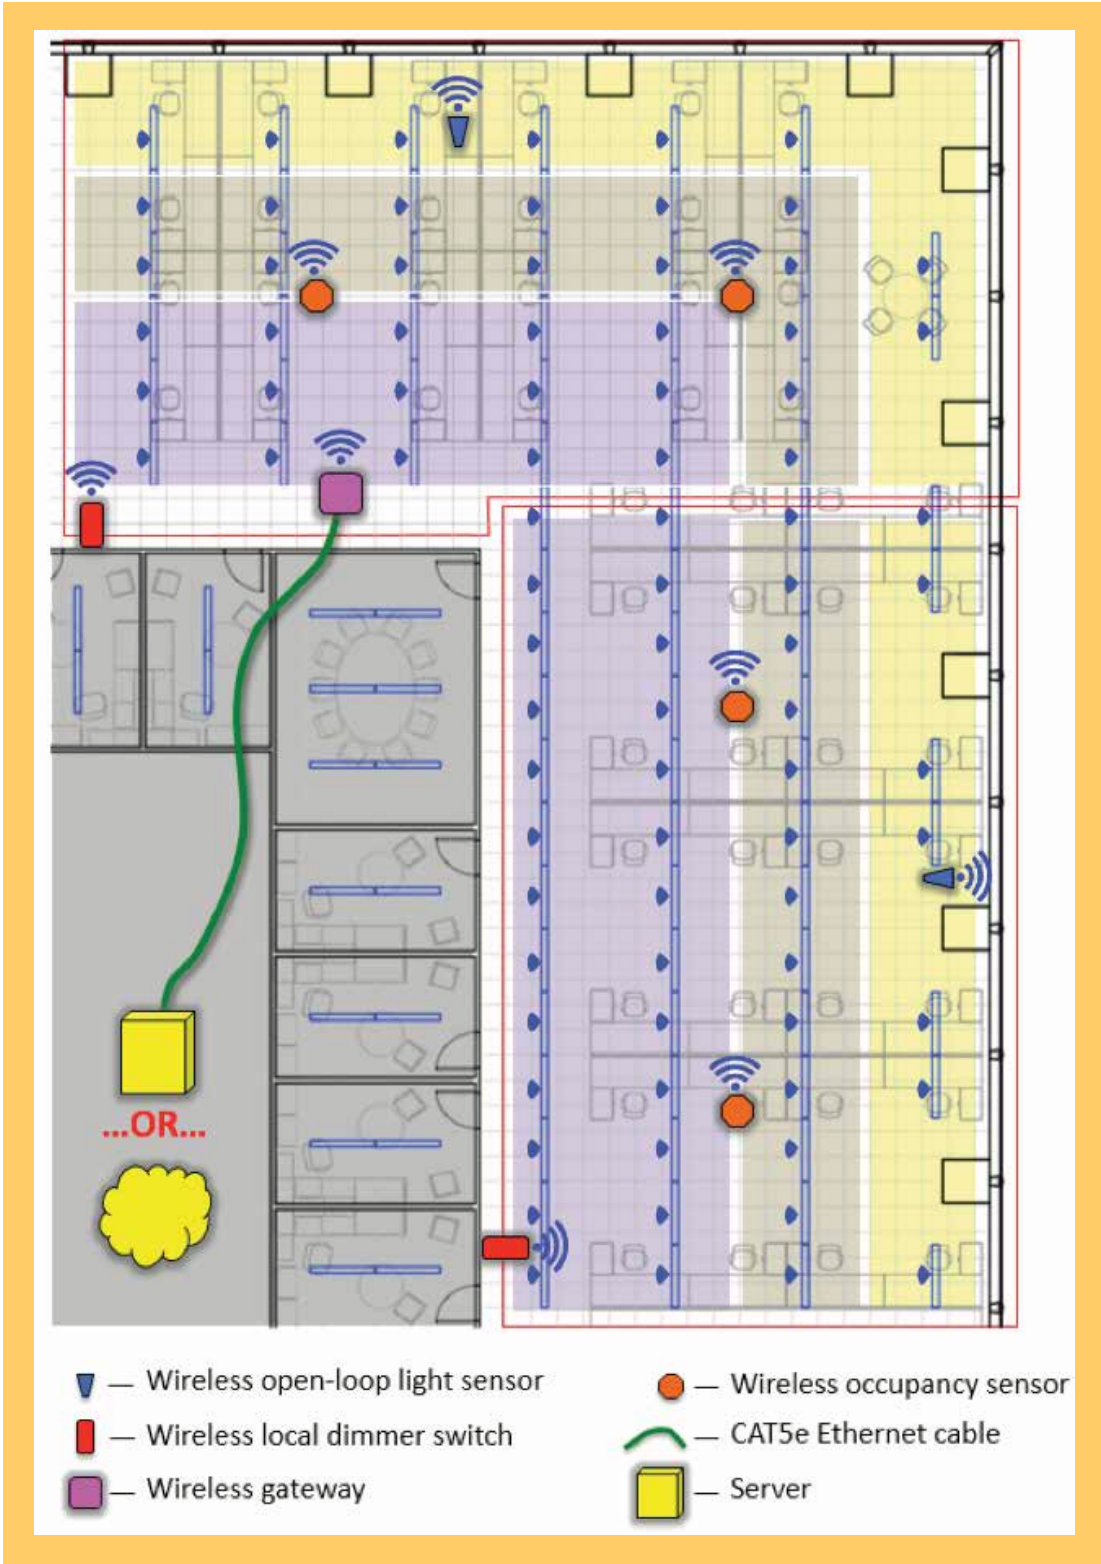 ...OR...
— Wireless open-loop light sensor
— Wireless occupancy sensor
— Wireless local dimmer switch
— CAT5e Ethernet cable
— Wireless gateway
— Server